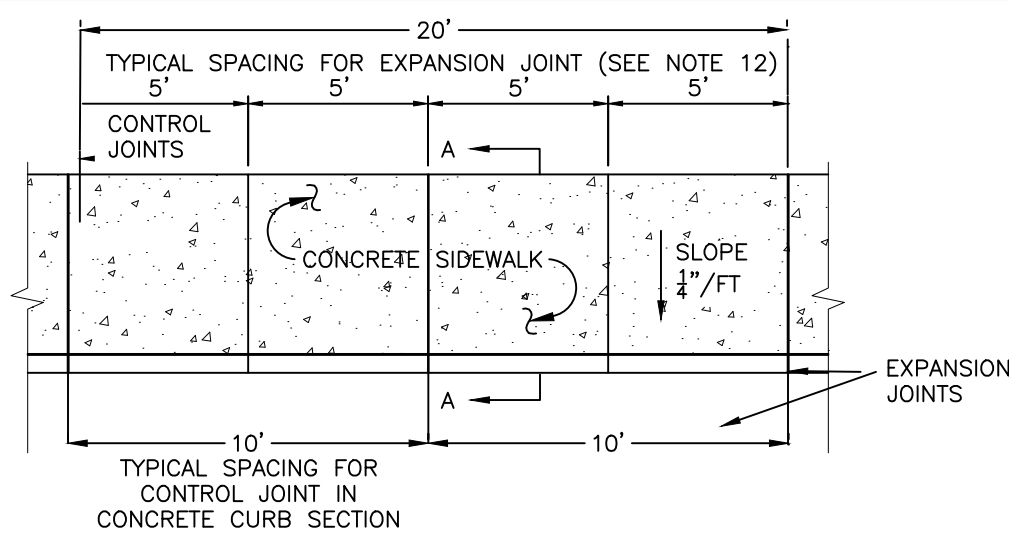 20'
TYPICAL SPACING FOR EXPANSION JOINT (SEE NOTE 12)
5' 5' 5' 5'
CONTROL
JOINTS
A
CONCRETE SIDEWALK
SLOPE
1/4"/FT
A
EXPANSION
JOINTS
10' 10'
TYPICAL SPACING FOR
CONTROL JOINT IN
CONCRETE CURB SECTION